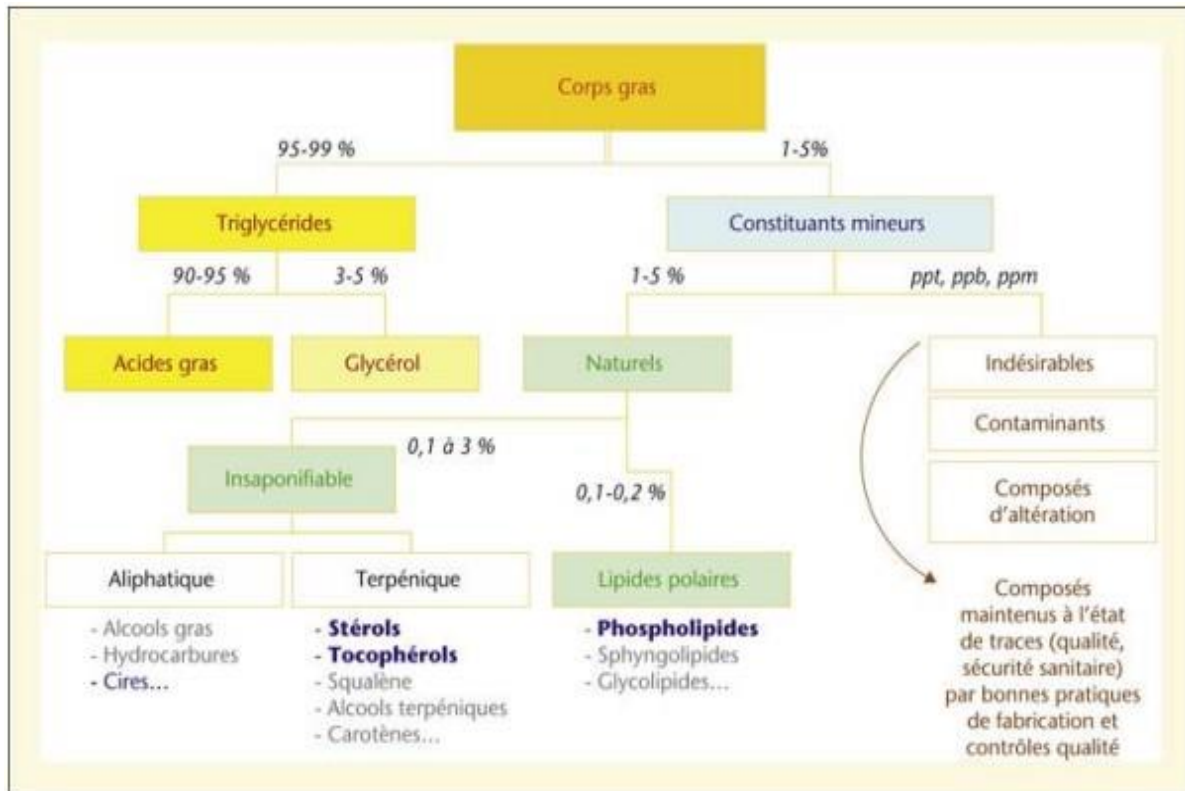 Corps gras
95-99 %
1-5%
Triglycérides
Constituants mineurs
90-95 %
3-5 %
1-5 %
ppt, ppb, ppm
Acides gras
Glycérol
Naturels
Indésirables
Contaminants
Composés
d'altération
0,1 à 3 %
Insaponifiable
0,1-0,2 %
Aliphatique
Terpénique
Lipides polaires
- Alcools gras
- Hydrocarbures
- Cires...
- Stérols
- Tocophérols
- Squalène
- Alcools terpéniques
- Carotènes...
- Phospholipides
- Sphyngolipides
- Glycolipides...
Composés
maintenus à l'état
de traces (qualité,
sécurité sanitaire)
par bonnes pratiques
de fabrication et
contrôles qualité